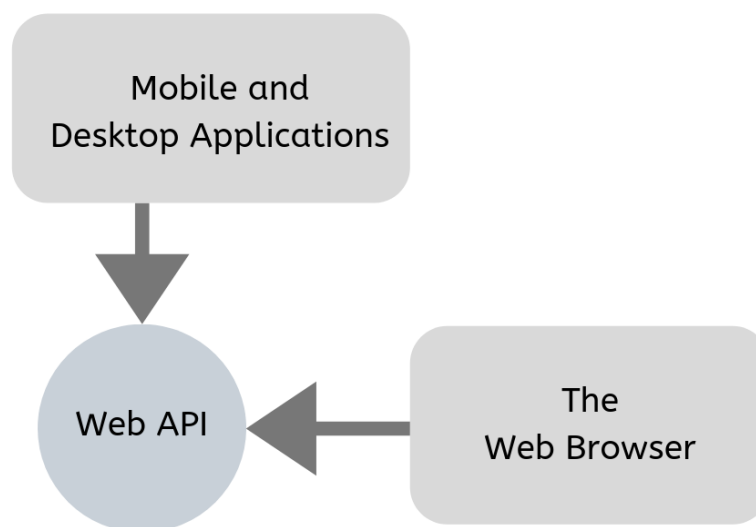 Mobile and
Desktop Applications
Web API
The
Web Browser